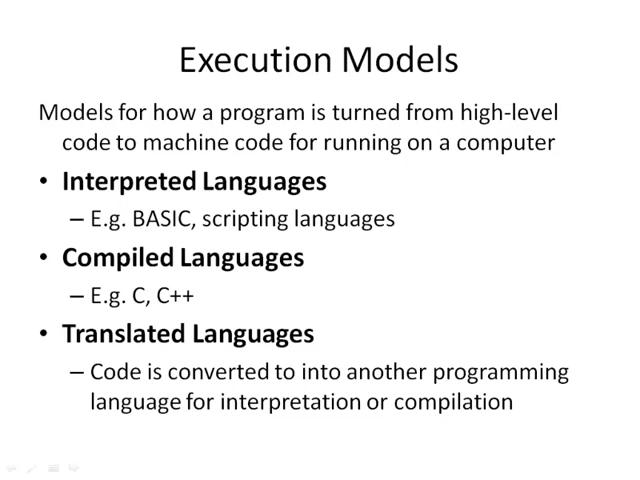 Execution Models
Models for how a program is turned from high-level
code to machine code for running on a computer
• Interpreted Languages
– E.g. BASIC, scripting languages
• Compiled Languages
– E.g. C, C++
• Translated Languages
– Code is converted to into another programming
language for interpretation or compilation